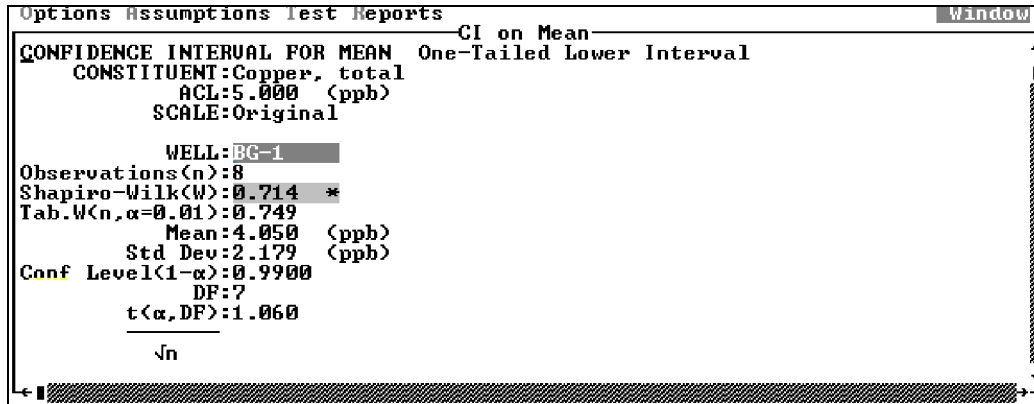 Options Assumptions Test Reports Window
CI on Mean
CONFIDENCE INTERVAL FOR MEAN One-Tailed Lower Interval
CONSTITUENT:Copper, total
ACL:5.000 (ppb)
SCALE:Original
WELL:BG-1
Observations(n):8
Shapiro-Wilk(W):0.714 *
Tab.W(n,α=0.01):0.749
Mean:4.050 (ppb)
Std Dev:2.179 (ppb)
Conf Level(1-α):0.9900
DF:7
t(α,DF):1.060
√n